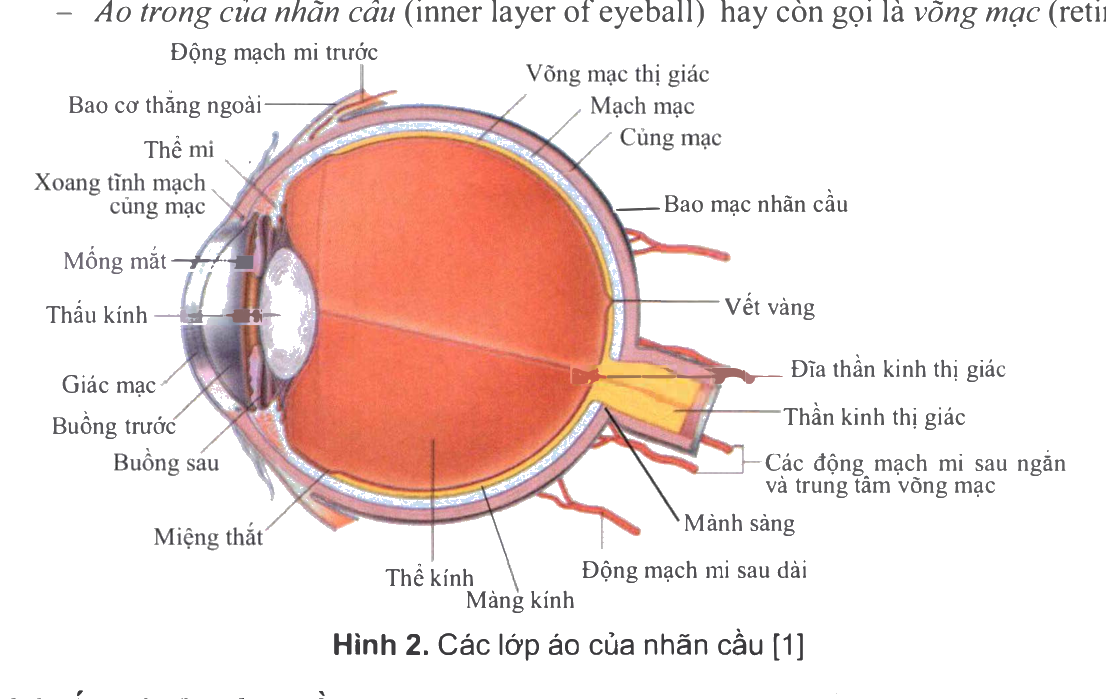 – Áo trong của nhãn cầu (inner layer of eyeball) hay còn gọi là võng mạc (retin
Động mạch mi trước
Võng mạc thị giác
Bao cơ thẳng ngoài
Mạch mạc
Củng mạc
Thể mi
Xoang tĩnh mạch
củng mạc
Bao mạc nhãn cầu
Mống mắt
Thấu kính
Vết vàng
Giác mạc
Đĩa thần kinh thị giác
Buồng trước
Thần kinh thị giác
Buồng sau
Các động mạch mi sau ngắn
và trung tâm võng mạc
Miệng thắt
Mảnh sàng
Thể kính
Động mạch mi sau dài
Màng kính
Hình 2. Các lớp áo của nhãn cầu [1]